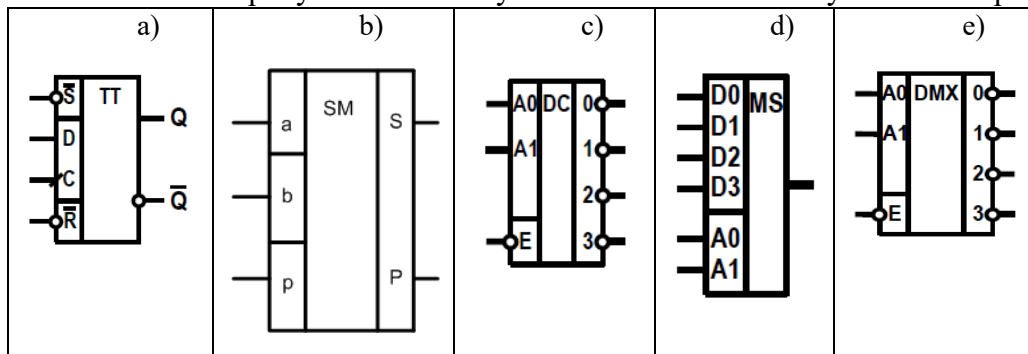 a)
b)
c)
d)
e)
S̅ TT
D
C
R̅
Q
Q̅
SM
a
b
p
S
P
A0 DC 0
A1 1
2
E 3
D0 MS
D1
D2
D3
A0
A1
A0 DMX 0
A1 1
2
E 3